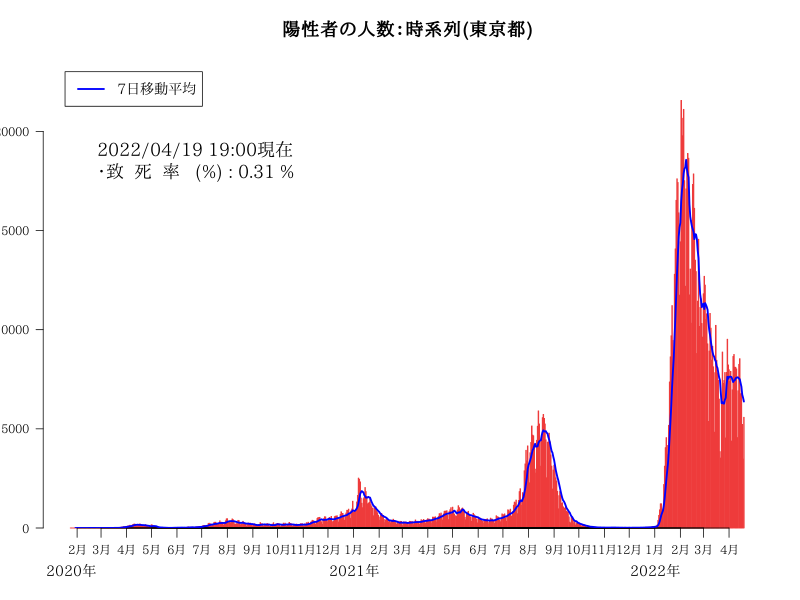 陽性者の人数：時系列(東京都)
7日移動平均
2022/04/19 19:00現在
・致 死 率 (%) : 0.31 %
0000
5000
0000
5000
0
2月 3月 4月 5月 6月 7月 8月 9月 10月 11月 12月 1月 2月 3月 4月 5月 6月 7月 8月 9月 10月 11月 12月 1月 2月 3月 4月
2020年 2021年 2022年